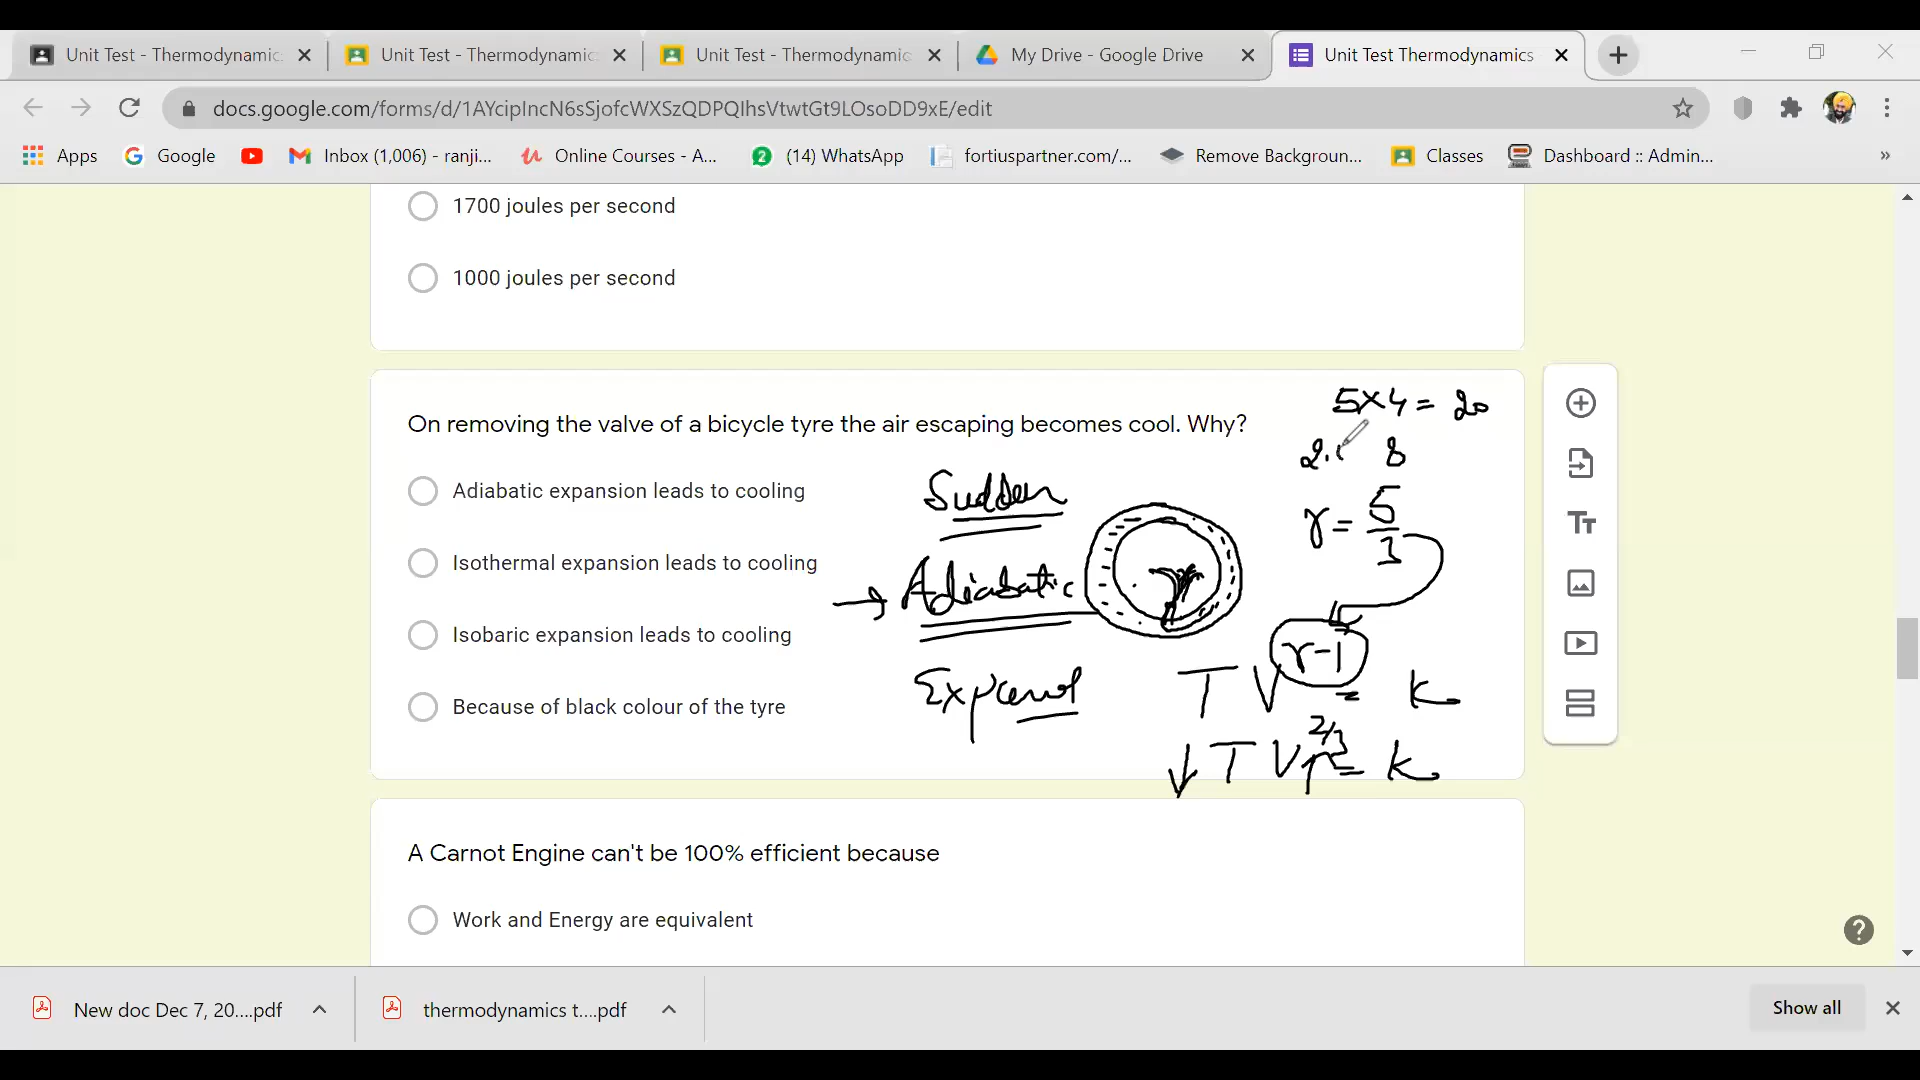 Unit Test - Thermodynamic
Unit Test - Thermodynamic
Unit Test - Thermodynamic
My Drive - Google Drive
Unit Test Thermodynamics
docs.google.com/forms/d/1AYcipIncN6sSjofcWXSzQDPQIhsVtwtGt9LOsoDD9xE/edit
Apps
Google
Inbox (1,006) - ranji...
Online Courses - A...
(14) WhatsApp
fortiuspartner.com/...
Remove Backgroun...
Classes
Dashboard :: Admin...
»
1700 joules per second
1000 joules per second
On removing the valve of a bicycle tyre the air escaping becomes cool. Why?
Adiabatic expansion leads to cooling
Isothermal expansion leads to cooling
Isobaric expansion leads to cooling
Because of black colour of the tyre
5×4 = 20
8
Sudden
γ = 5/3
Adiabatic
Expand
T V^γ-1 = k
↓ T V↑^2/3 = k
A Carnot Engine can't be 100% efficient because
Work and Energy are equivalent
New doc Dec 7, 20....pdf
thermodynamics t....pdf
Show all